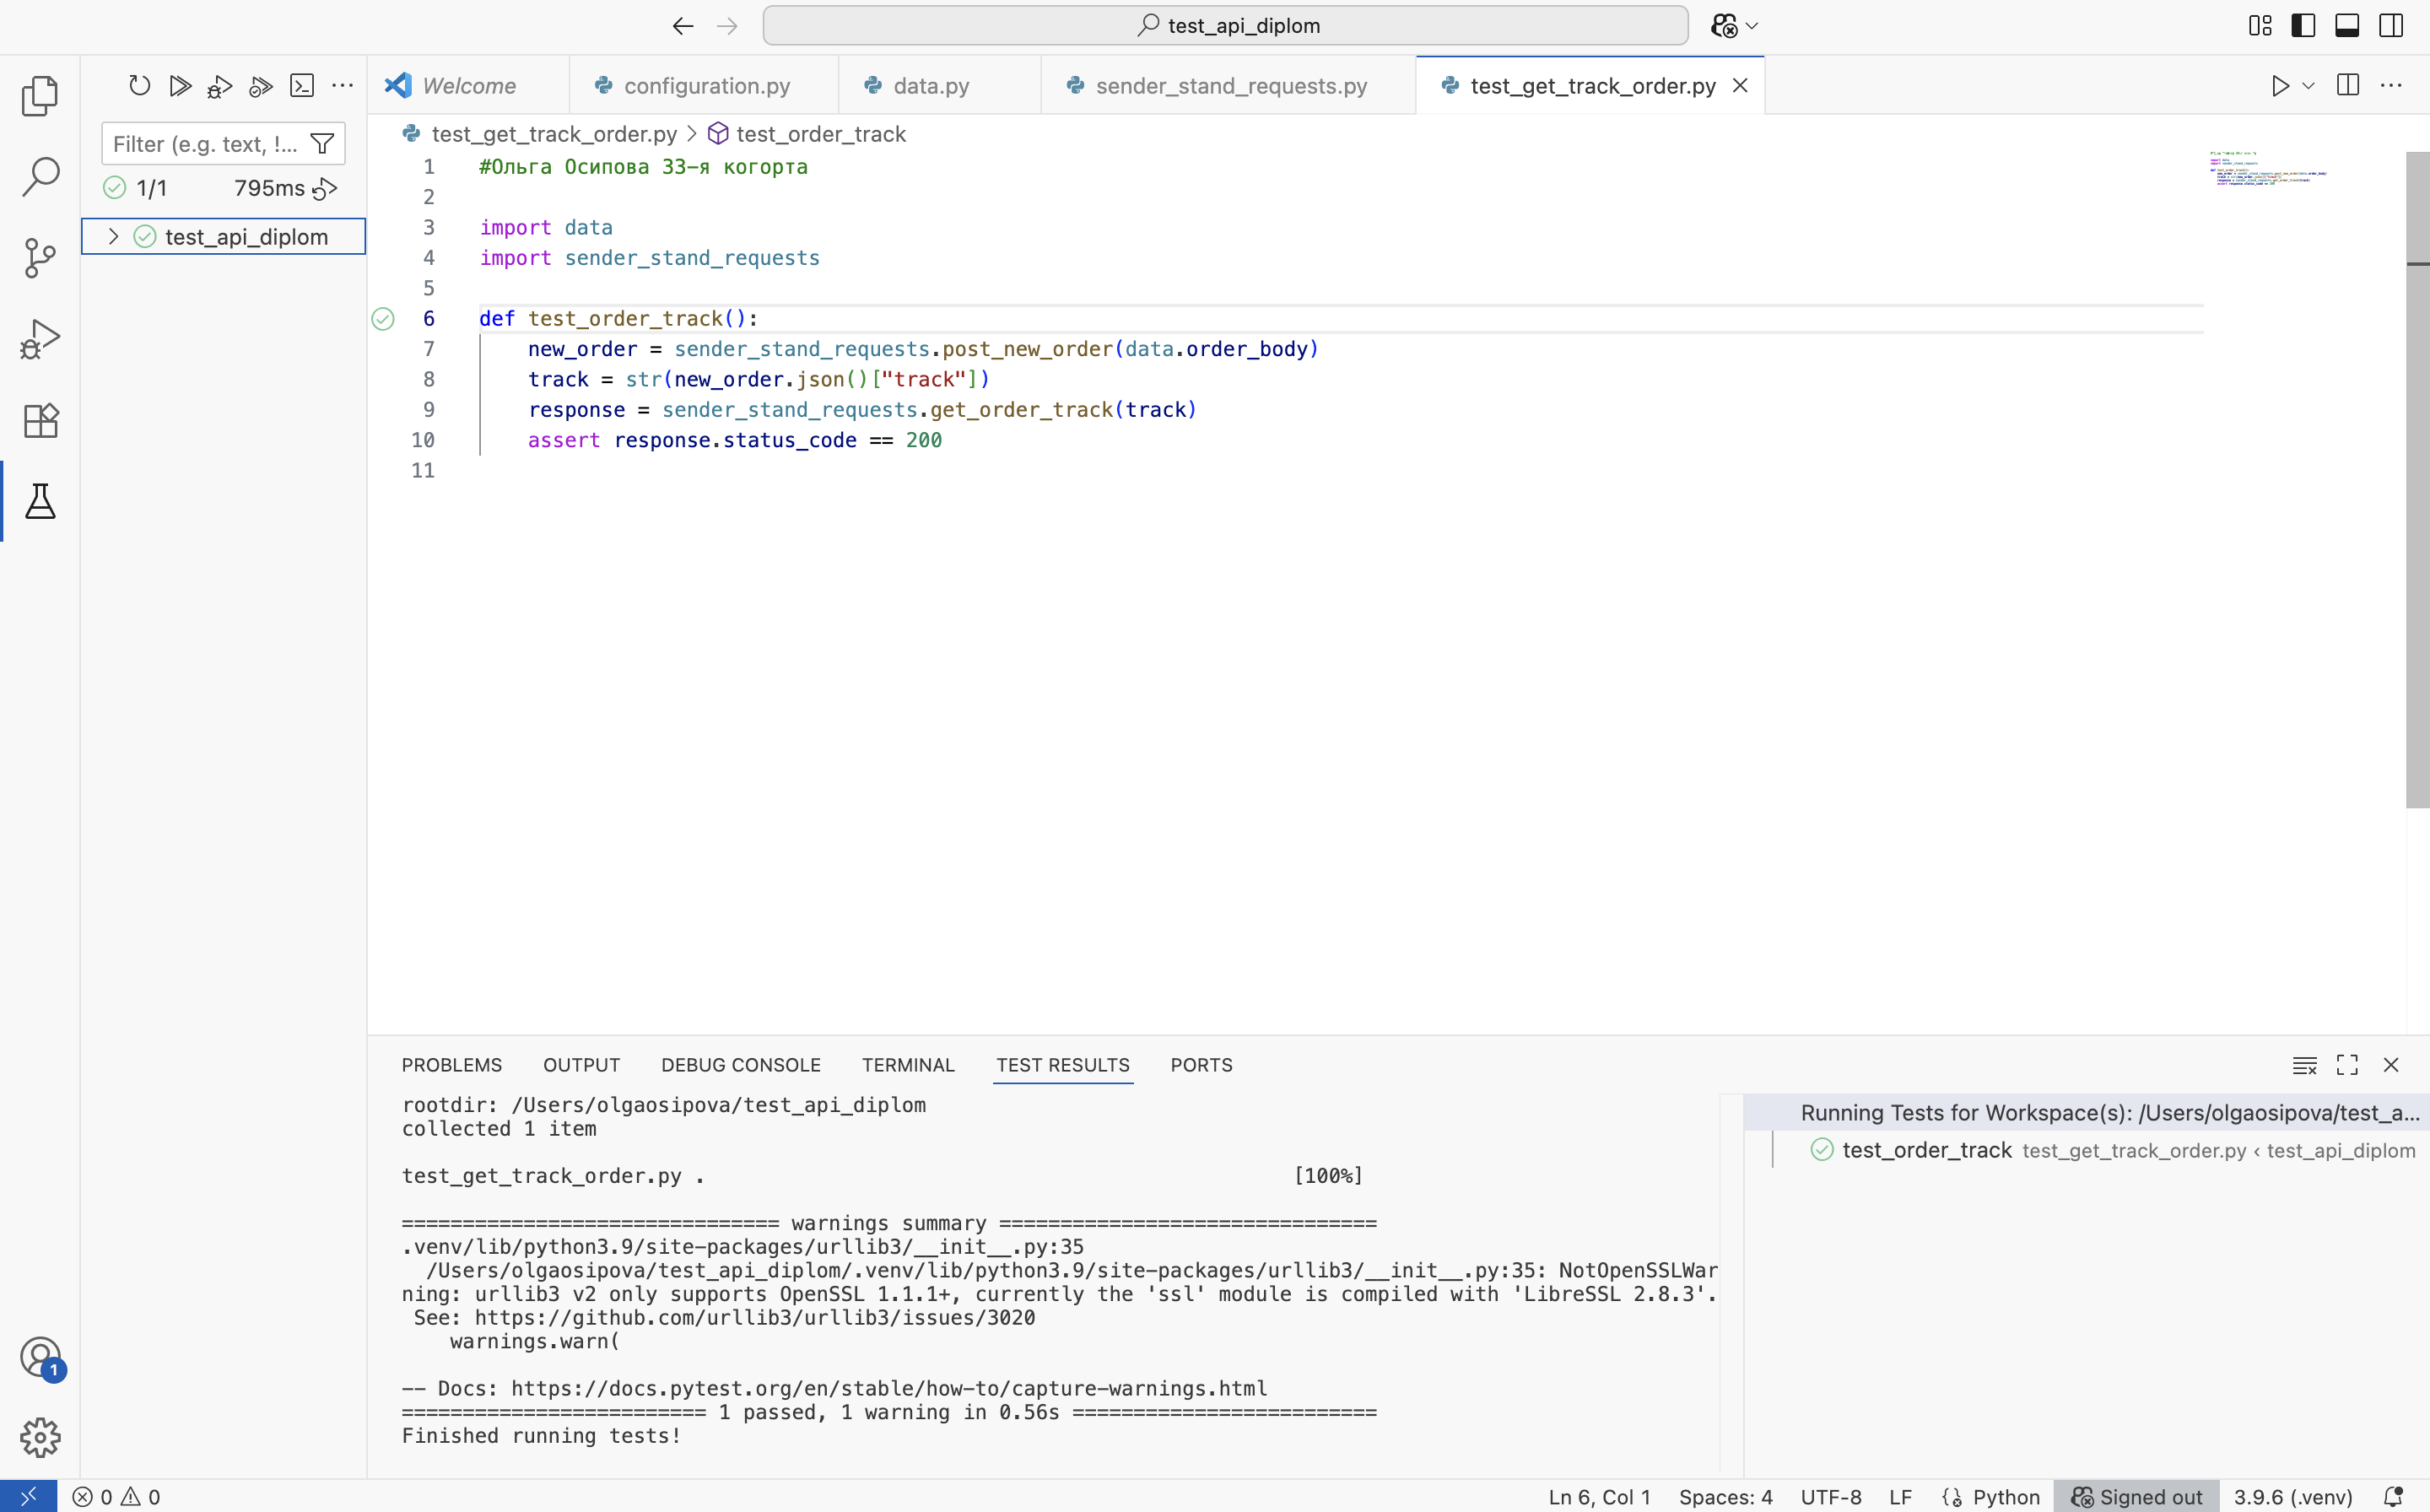 test_api_diplom
Welcome
configuration.py
data.py
sender_stand_requests.py
test_get_track_order.py
Filter (e.g. text, !...
1/1 795ms
test_api_diplom
test_get_track_order.py > test_order_track
1 #Ольга Осипова 33-я когорта
2
3 import data
4 import sender_stand_requests
5
6 def test_order_track():
7 new_order = sender_stand_requests.post_new_order(data.order_body)
8 track = str(new_order.json()["track"])
9 response = sender_stand_requests.get_order_track(track)
10 assert response.status_code == 200
11
PROBLEMS OUTPUT DEBUG CONSOLE TERMINAL TEST RESULTS PORTS
rootdir: /Users/olgaosipova/test_api_diplom
collected 1 item
test_get_track_order.py . [100%]
=============================== warnings summary ===============================
.venv/lib/python3.9/site-packages/urllib3/__init__.py:35
/Users/olgaosipova/test_api_diplom/.venv/lib/python3.9/site-packages/urllib3/__init__.py:35: NotOpenSSLWar
ning: urllib3 v2 only supports OpenSSL 1.1.1+, currently the 'ssl' module is compiled with 'LibreSSL 2.8.3'.
See: https://github.com/urllib3/urllib3/issues/3020
warnings.warn(
-- Docs: https://docs.pytest.org/en/stable/how-to/capture-warnings.html
========================= 1 passed, 1 warning in 0.56s =========================
Finished running tests!
Running Tests for Workspace(s): /Users/olgaosipova/test_a...
test_order_track test_get_track_order.py ‹ test_api_diplom
1
0 0
Ln 6, Col 1 Spaces: 4 UTF-8 LF Python Signed out 3.9.6 (.venv)